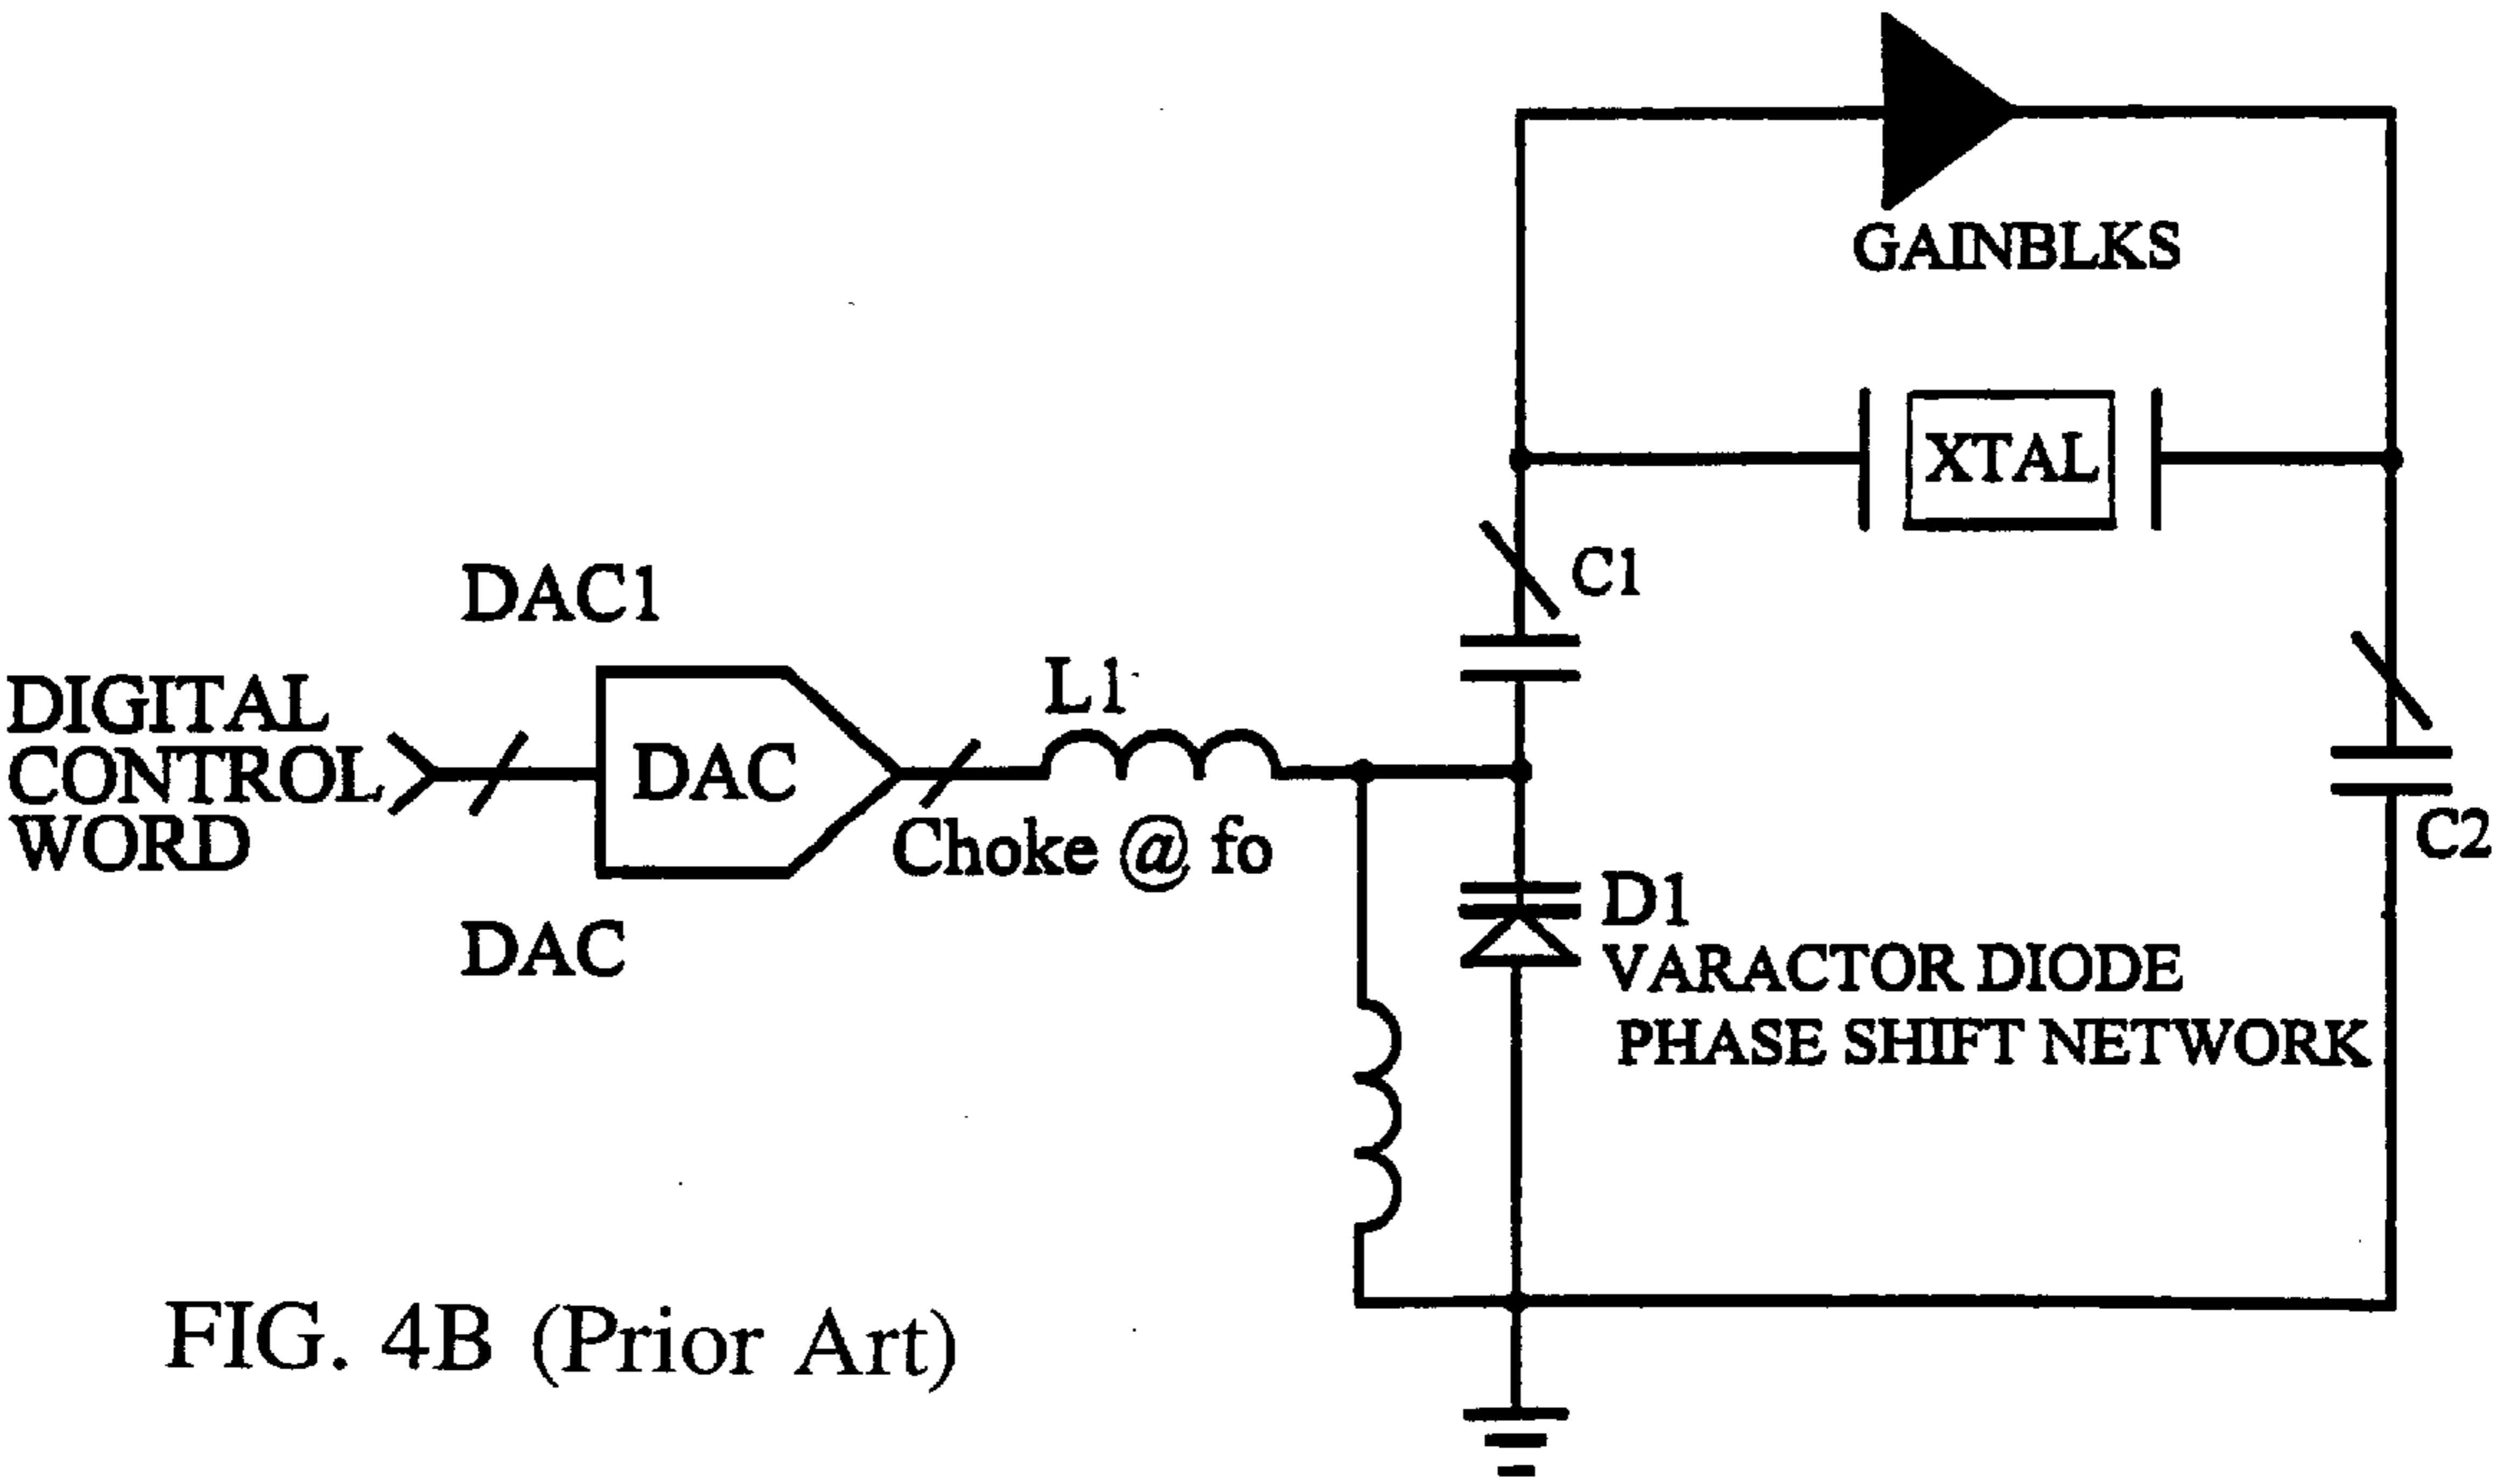 GAINBLKS
XTAL
C1
DAC1
L1
DIGITAL
CONTROL
WORD
DAC
Choke @ fo
C2
D1
VARACTOR DIODE
PHASE SHIFT NETWORK
DAC
FIG. 4B (Prior Art)